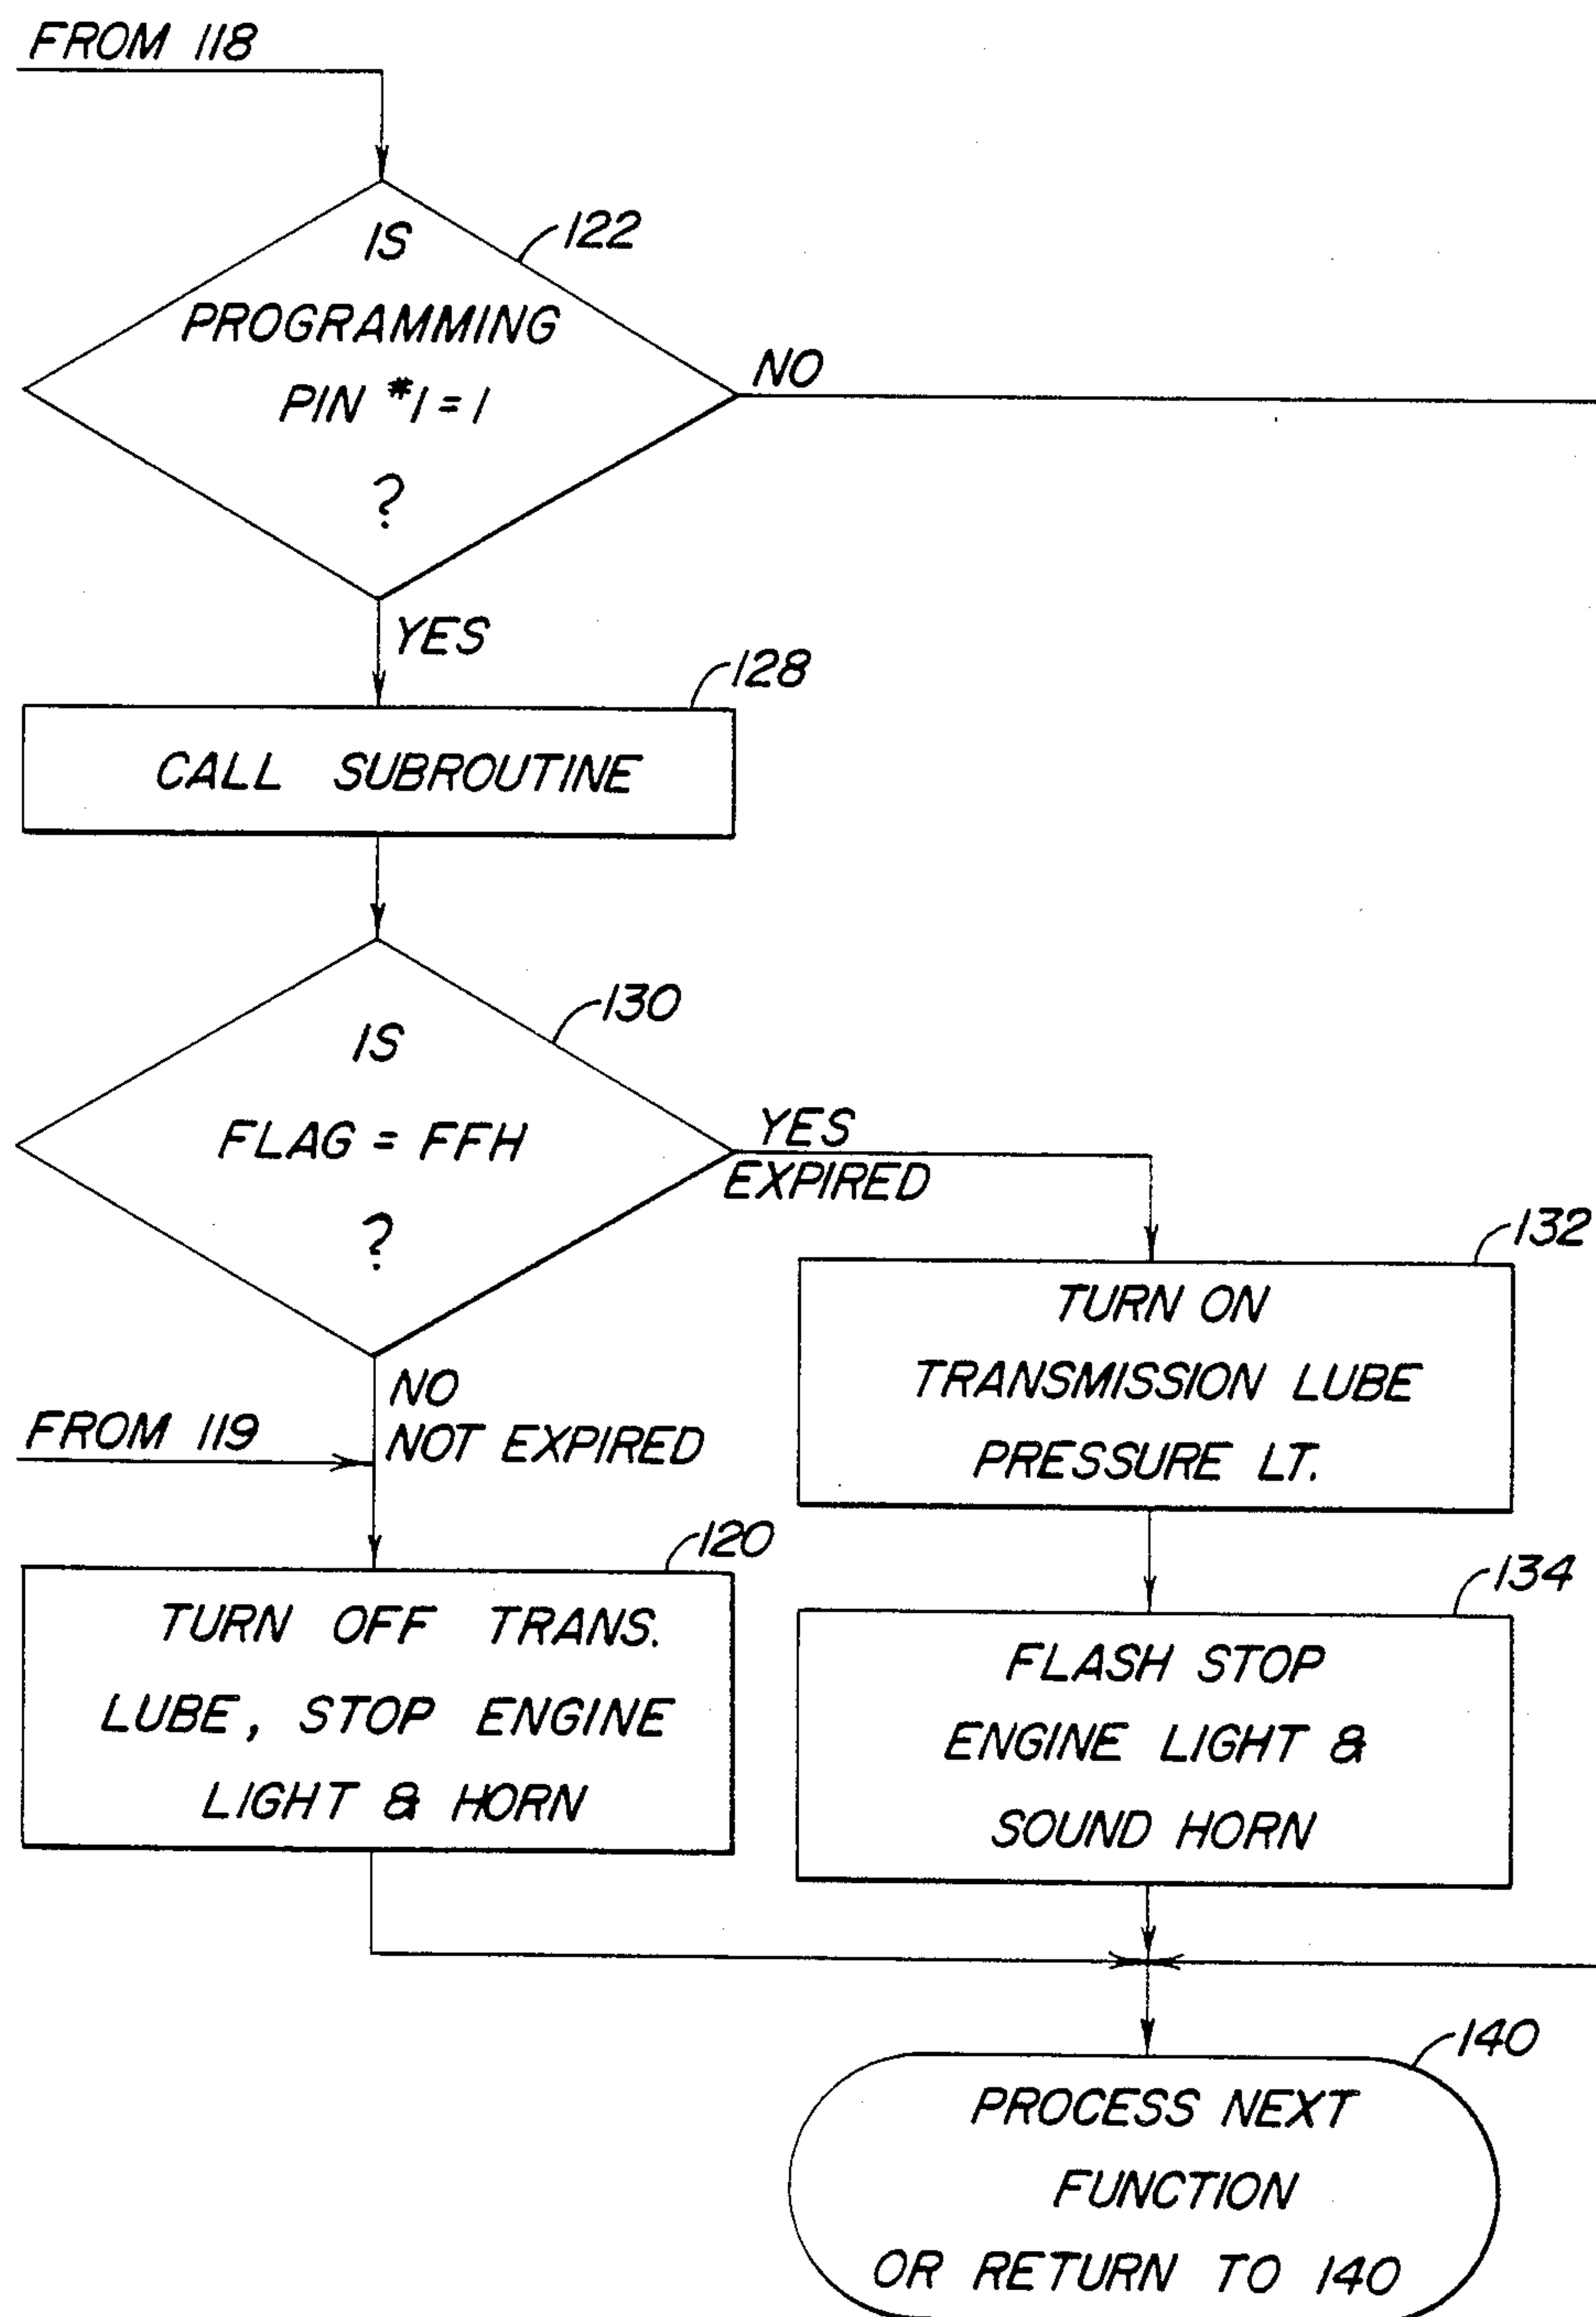 FROM 118
122
IS
PROGRAMMING
PIN #1=1
?
NO
YES
128
CALL SUBROUTINE
130
IS
FLAG = FFH
?
YES
EXPIRED
132
TURN ON
TRANSMISSION LUBE
PRESSURE LT.
NO
NOT EXPIRED
FROM 119
120
TURN OFF TRANS.
LUBE, STOP ENGINE
LIGHT & HORN
134
FLASH STOP
ENGINE LIGHT &
SOUND HORN
140
PROCESS NEXT
FUNCTION
OR RETURN TO 140